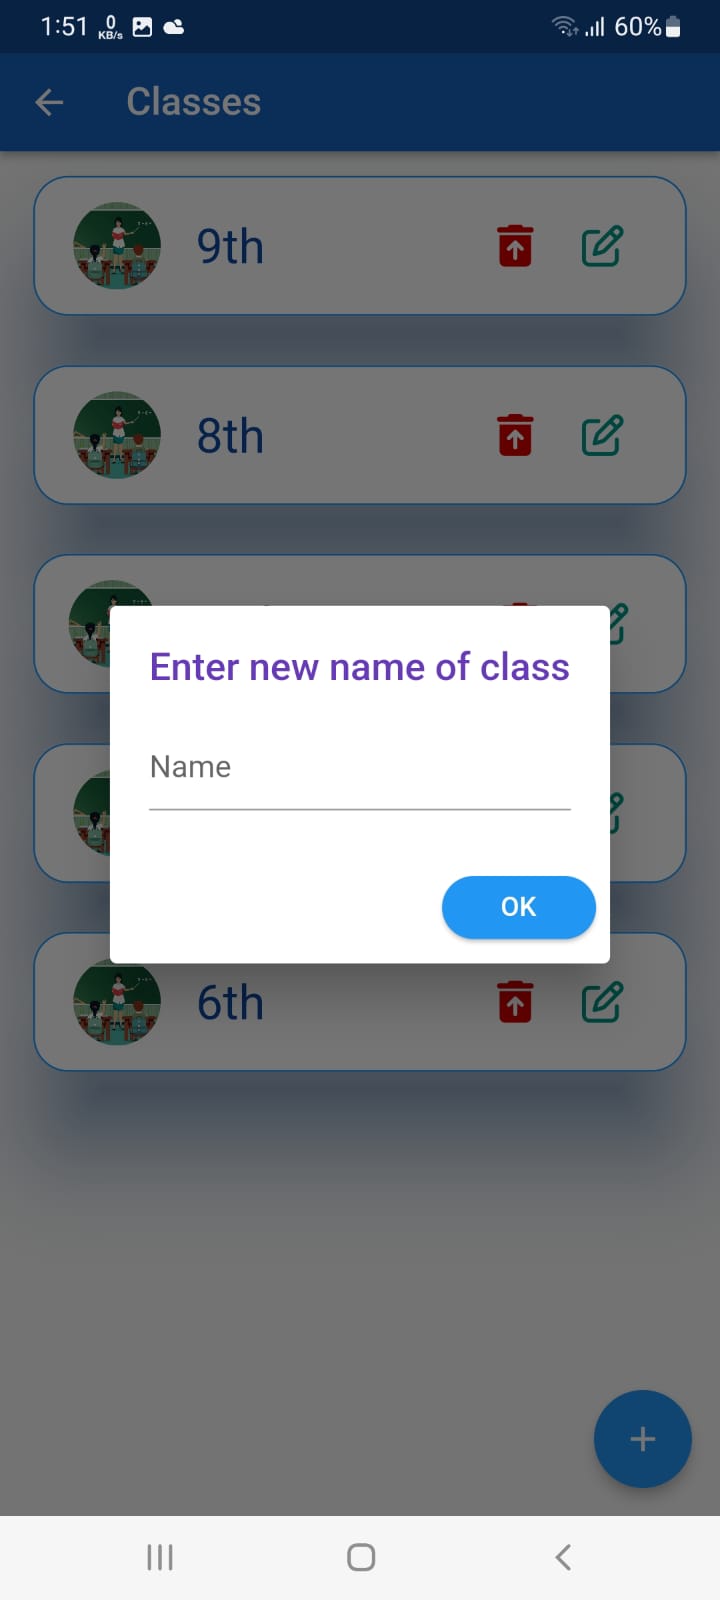 1:51 0 KB/s 60%
Classes
9th
8th
Enter new name of class
Name
OK
6th